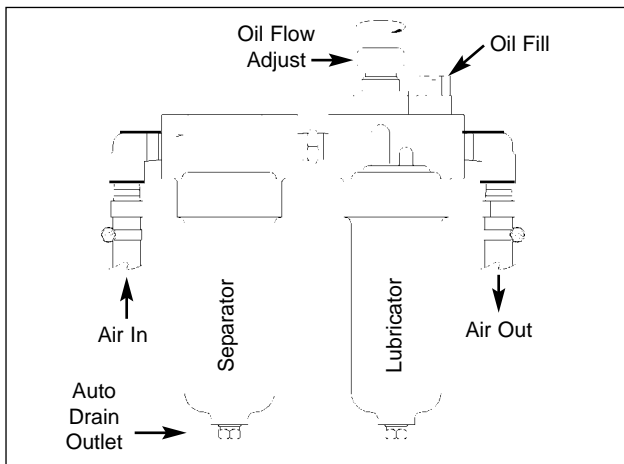 Oil Flow
Adjust
Oil Fill
Air In
Separator
Lubricator
Air Out
Auto
Drain
Outlet